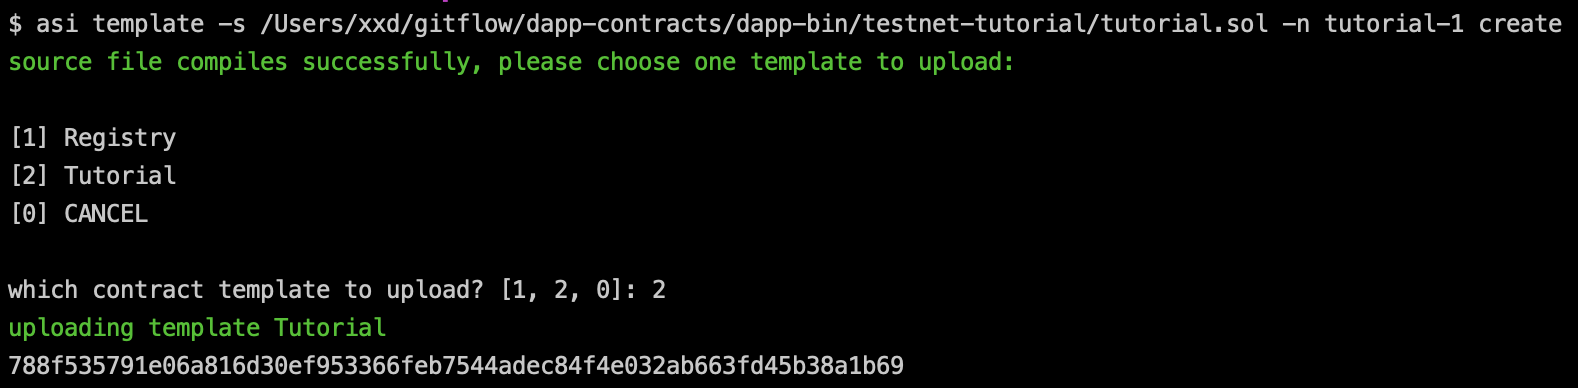 $ asi template -s /Users/xxd/gitflow/dapp-contracts/dapp-bin/testnet-tutorial/tutorial.sol -n tutorial-1 create
source file compiles successfully, please choose one template to upload:
[1] Registry
[2] Tutorial
[0] CANCEL
which contract template to upload? [1, 2, 0]: 2
uploading template Tutorial
788f535791e06a816d30ef953366feb7544adec84f4e032ab663fd45b38a1b69